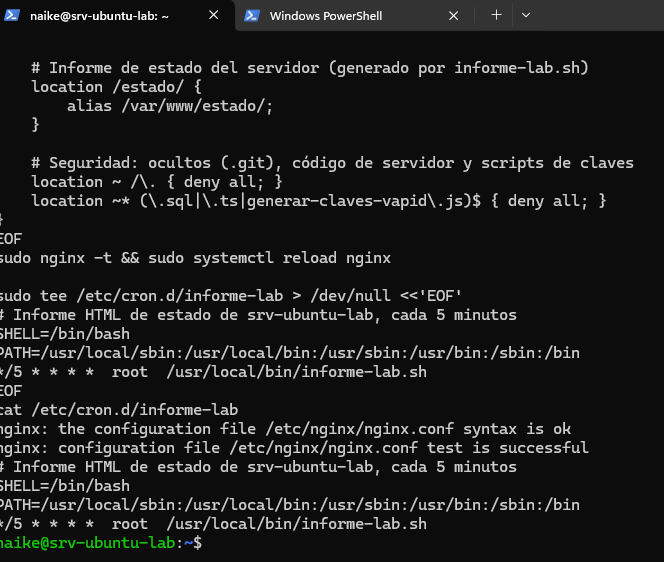 naike@srv-ubuntu-lab: ~
Windows PowerShell
# Informe de estado del servidor (generado por informe-lab.sh)
location /estado/ {
alias /var/www/estado/;
}
# Seguridad: ocultos (.git), código de servidor y scripts de claves
location ~ /\. { deny all; }
location ~* (\.sql|\.ts|generar-claves-vapid\.js)$ { deny all; }
}
EOF
sudo nginx -t && sudo systemctl reload nginx
sudo tee /etc/cron.d/informe-lab > /dev/null <<'EOF'
# Informe HTML de estado de srv-ubuntu-lab, cada 5 minutos
SHELL=/bin/bash
PATH=/usr/local/sbin:/usr/local/bin:/usr/sbin:/usr/bin:/sbin:/bin
*/5 * * * *  root  /usr/local/bin/informe-lab.sh
EOF
cat /etc/cron.d/informe-lab
nginx: the configuration file /etc/nginx/nginx.conf syntax is ok
nginx: configuration file /etc/nginx/nginx.conf test is successful
# Informe HTML de estado de srv-ubuntu-lab, cada 5 minutos
SHELL=/bin/bash
PATH=/usr/local/sbin:/usr/local/bin:/usr/sbin:/usr/bin:/sbin:/bin
*/5 * * * *  root  /usr/local/bin/informe-lab.sh
naike@srv-ubuntu-lab:~$